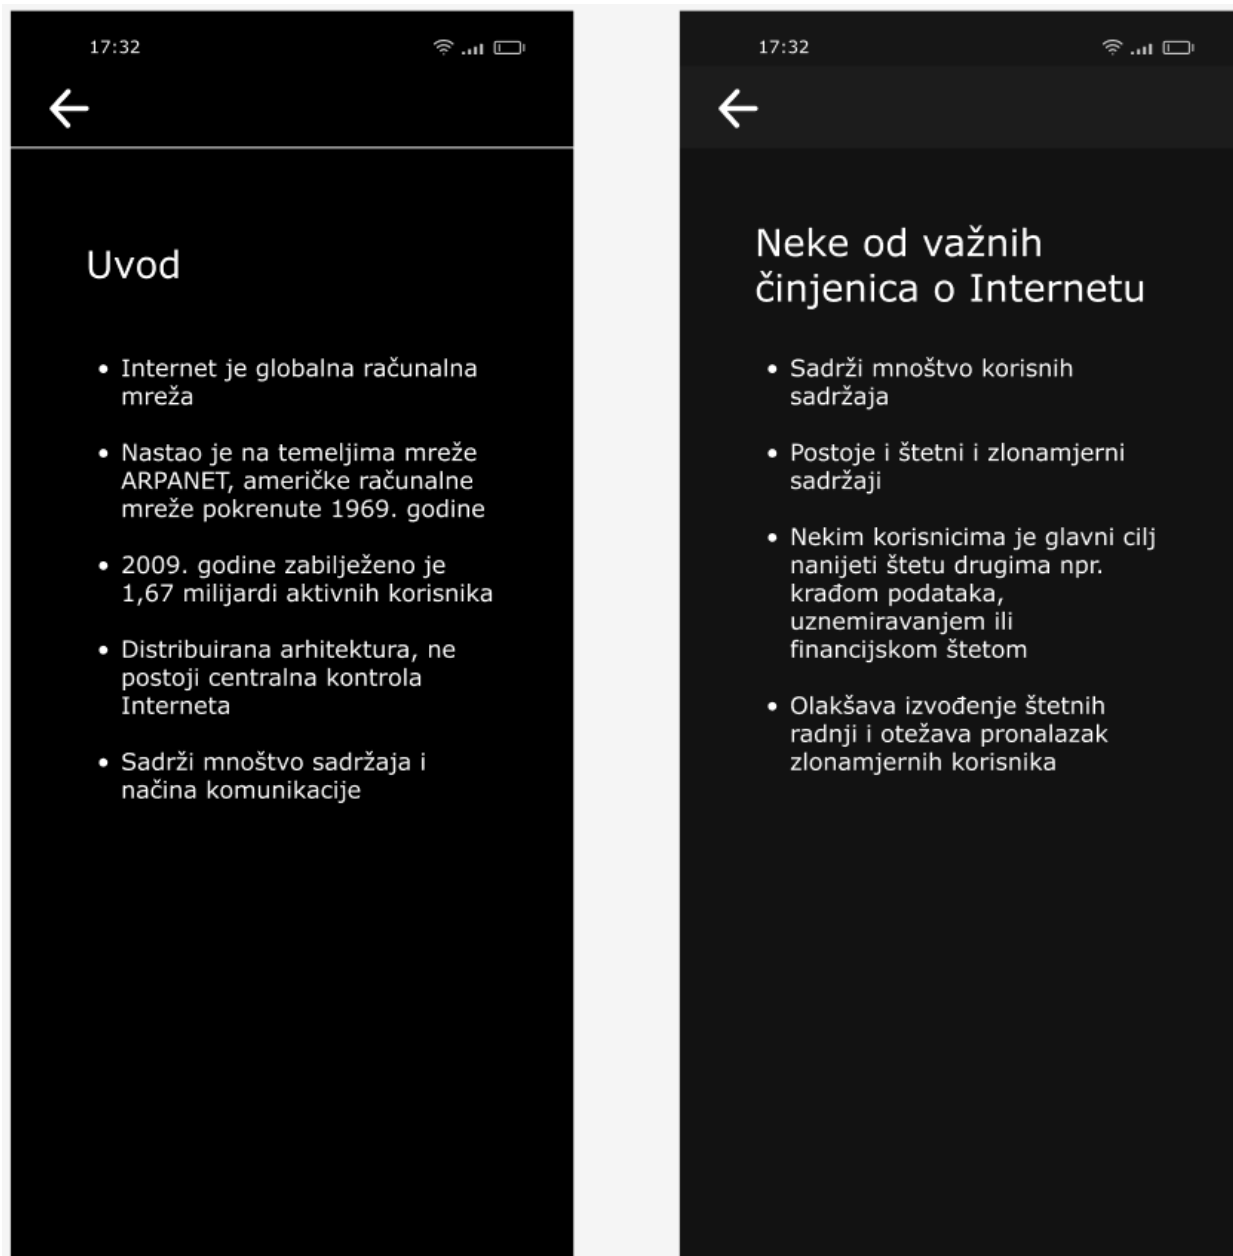 17:32
Uvod
• Internet je globalna računalna
mreža
• Nastao je na temeljima mreže
ARPANET, američke računalne
mreže pokrenute 1969. godine
• 2009. godine zabilježeno je
1,67 milijardi aktivnih korisnika
• Distribuirana arhitektura, ne
postoji centralna kontrola
Interneta
• Sadrži mnoštvo sadržaja i
načina komunikacije
17:32
Neke od važnih
činjenica o Internetu
• Sadrži mnoštvo korisnih
sadržaja
• Postoje i štetni i zlonamjerni
sadržaji
• Nekim korisnicima je glavni cilj
nanijeti štetu drugima npr.
krađom podataka,
uznemiravanjem ili
financijskom štetom
• Olakšava izvođenje štetnih
radnji i otežava pronalazak
zlonamjernih korisnika